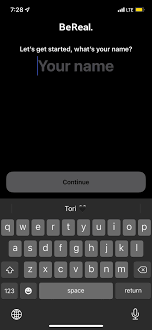 7:28
LTE
BeReal.
Let's get started, what's your name?
Your name
Continue
Tori ^^
q w e r t y u i o p
a s d f g h j k l
z x c v b n m
123 space return